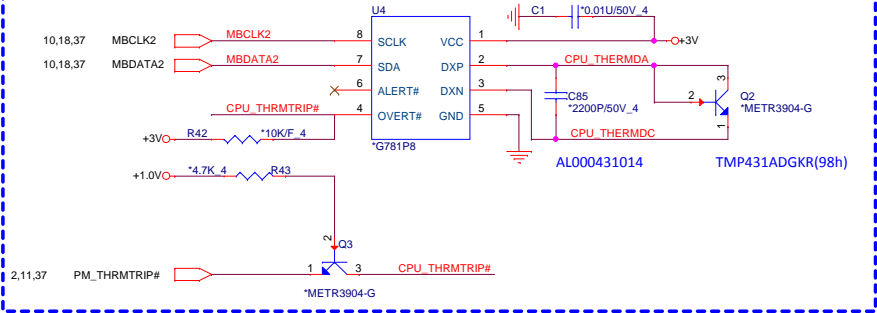 U4
C1 *0.01U/50V_4
10,18,37 MBCLK2 MBCLK2 8 SCLK VCC 1 +3V
10,18,37 MBDATA2 MBDATA2 7 SDA DXP 2 CPU_THERMDA
6 ALERT# DXN 3
CPU_THRMTRIP# 4 OVERT# GND 5
C85
*2200P/50V_4
3
2
1
Q2
*METR3904-G
+3V R42 *10K/F_4
*G781P8
CPU_THERMDC
AL000431014 TMP431ADGKR(98h)
+1.0V *4.7K_4 R43
2
Q3
2,11,37 PM_THRMTRIP# 1 3 CPU_THRMTRIP#
*METR3904-G